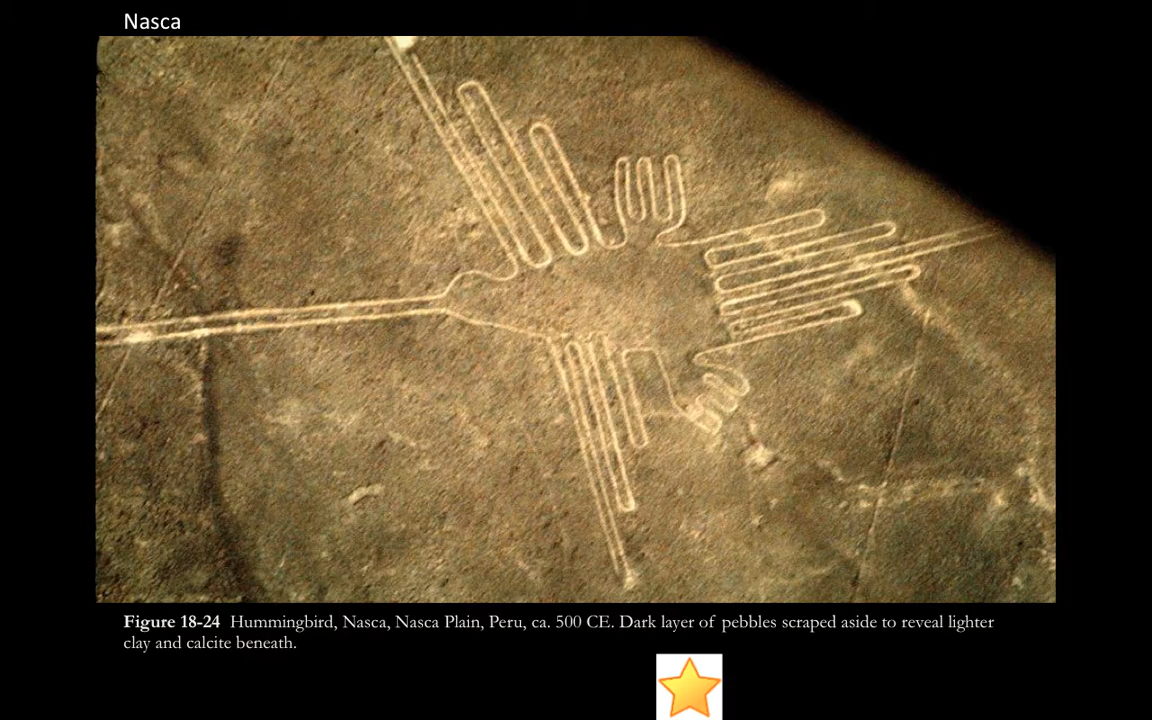 Nasca
Figure 18-24 Hummingbird, Nasca, Nasca Plain, Peru, ca. 500 CE. Dark layer of pebbles scraped aside to reveal lighter
clay and calcite beneath.